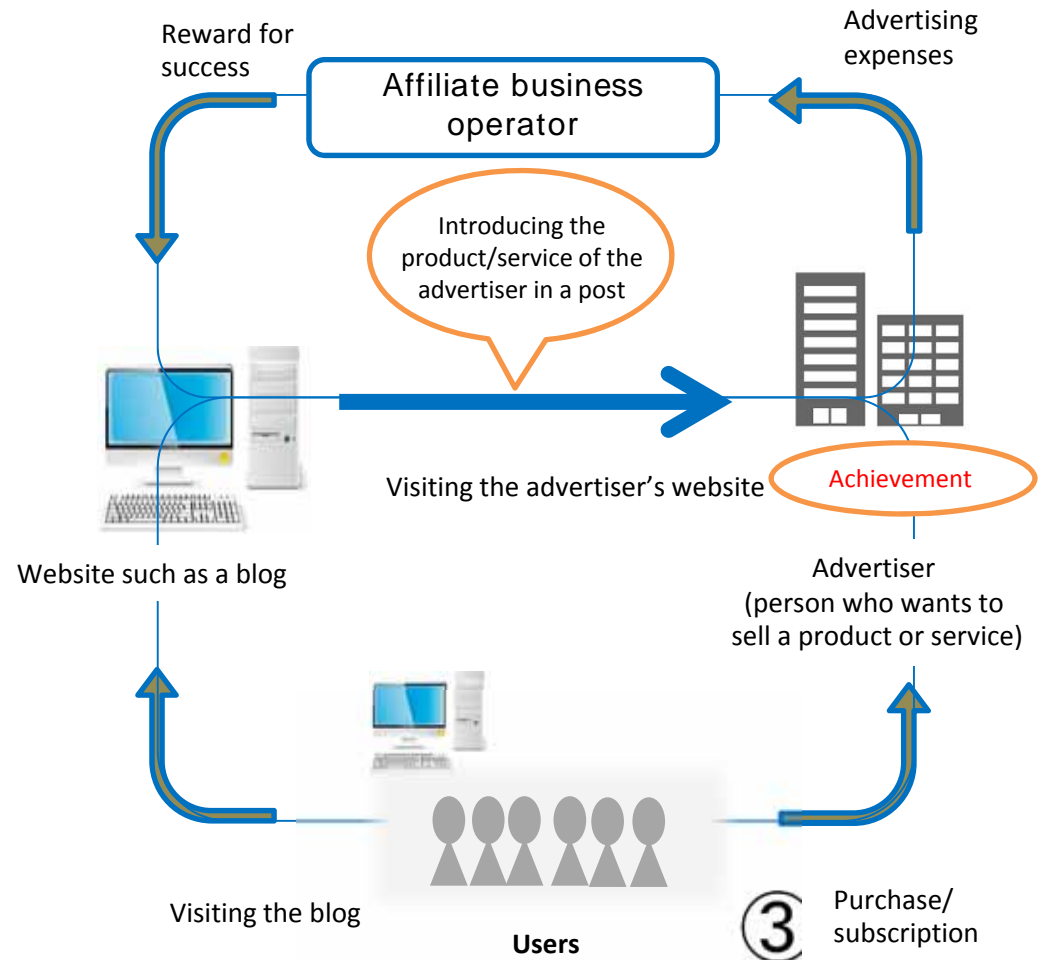 Reward for
success
Advertising
expenses
Affiliate business
operator
Introducing the
product/service of the
advertiser in a post
Visiting the advertiser’s website
Achievement
Website such as a blog
Advertiser
(person who wants to
sell a product or service)
Visiting the blog
Users
③
Purchase/
subscription